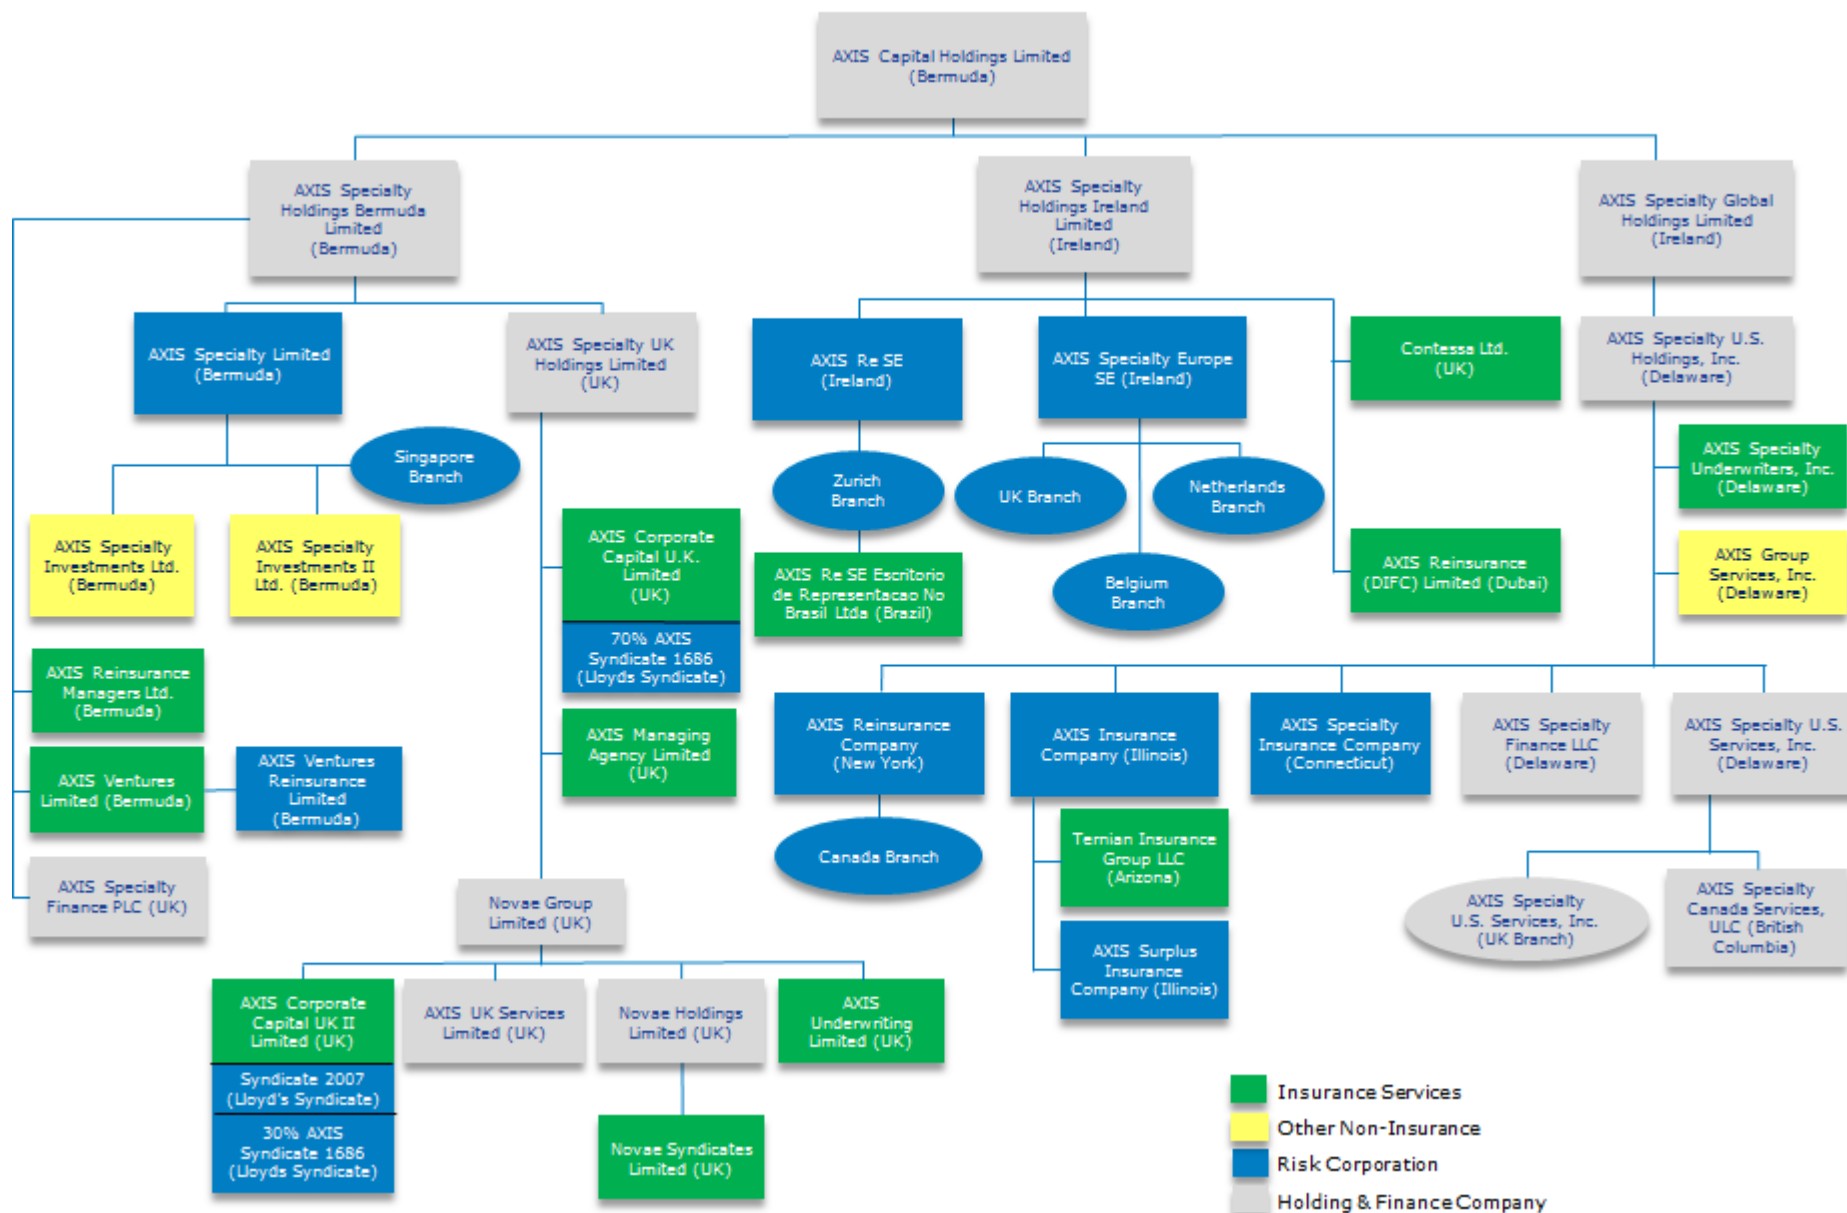 AXIS Capital Holdings Limited
(Bermuda)
AXIS Specialty
Holdings Bermuda
Limited
(Bermuda)
AXIS Specialty
Holdings Ireland
Limited
(Ireland)
AXIS Specialty Global
Holdings Limited
(Ireland)
AXIS Specialty Limited
(Bermuda)
AXIS Specialty UK
Holdings Limited
(UK)
AXIS Re SE
(Ireland)
AXIS Specialty Europe
SE (Ireland)
Contessa Ltd.
(UK)
AXIS Specialty U.S.
Holdings, Inc.
(Delaware)
Singapore
Branch
Zurich
Branch
UK Branch
Netherlands
Branch
AXIS Specialty
Underwriters, Inc.
(Delaware)
AXIS Specialty
Investments Ltd.
(Bermuda)
AXIS Specialty
Investments II
Ltd. (Bermuda)
AXIS Corporate
Capital U.K.
Limited
(UK)
70% AXIS
Syndicate 1686
(Lloyds Syndicate)
AXIS Re SE Escritorio
de Representacao No
Brasil Ltda (Brazil)
Belgium
Branch
AXIS Reinsurance
(DIFC) Limited (Dubai)
AXIS Group
Services, Inc.
(Delaware)
AXIS Reinsurance
Managers Ltd.
(Bermuda)
AXIS Managing
Agency Limited
(UK)
AXIS Reinsurance
Company
(New York)
AXIS Insurance
Company (Illinois)
AXIS Specialty
Insurance Company
(Connecticut)
AXIS Specialty
Finance LLC
(Delaware)
AXIS Specialty U.S.
Services, Inc.
(Delaware)
AXIS Ventures
Limited (Bermuda)
AXIS Ventures
Reinsurance
Limited
(Bermuda)
Canada Branch
Ternian Insurance
Group LLC
(Arizona)
AXIS Specialty
Finance PLC (UK)
Novae Group
Limited (UK)
AXIS Specialty
U.S. Services, Inc.
(UK Branch)
AXIS Specialty
Canada Services,
ULC (British
Columbia)
AXIS Surplus
Insurance
Company (Illinois)
AXIS Corporate
Capital UK II
Limited (UK)
Syndicate 2007
(Lloyd's Syndicate)
30% AXIS
Syndicate 1686
(Lloyds Syndicate)
AXIS UK Services
Limited (UK)
Novae Holdings
Limited (UK)
AXIS
Underwriting
Limited (UK)
Novae Syndicates
Limited (UK)
Insurance Services
Other Non-Insurance
Risk Corporation
Holding & Finance Company